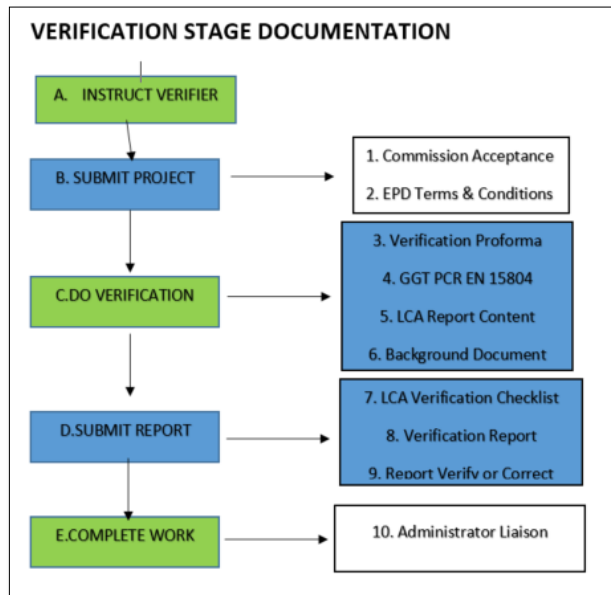 VERIFICATION STAGE DOCUMENTATION
A. INSTRUCT VERIFIER
B. SUBMIT PROJECT
1. Commission Acceptance
2. EPD Terms & Conditions
C.DO VERIFICATION
3. Verification Proforma
4. GGT PCR EN 15804
5. LCA Report Content
6. Background Document
D.SUBMIT REPORT
7. LCA Verification Checklist
8. Verification Report
9. Report Verify or Correct
E.COMPLETE WORK
10. Administrator Liaison